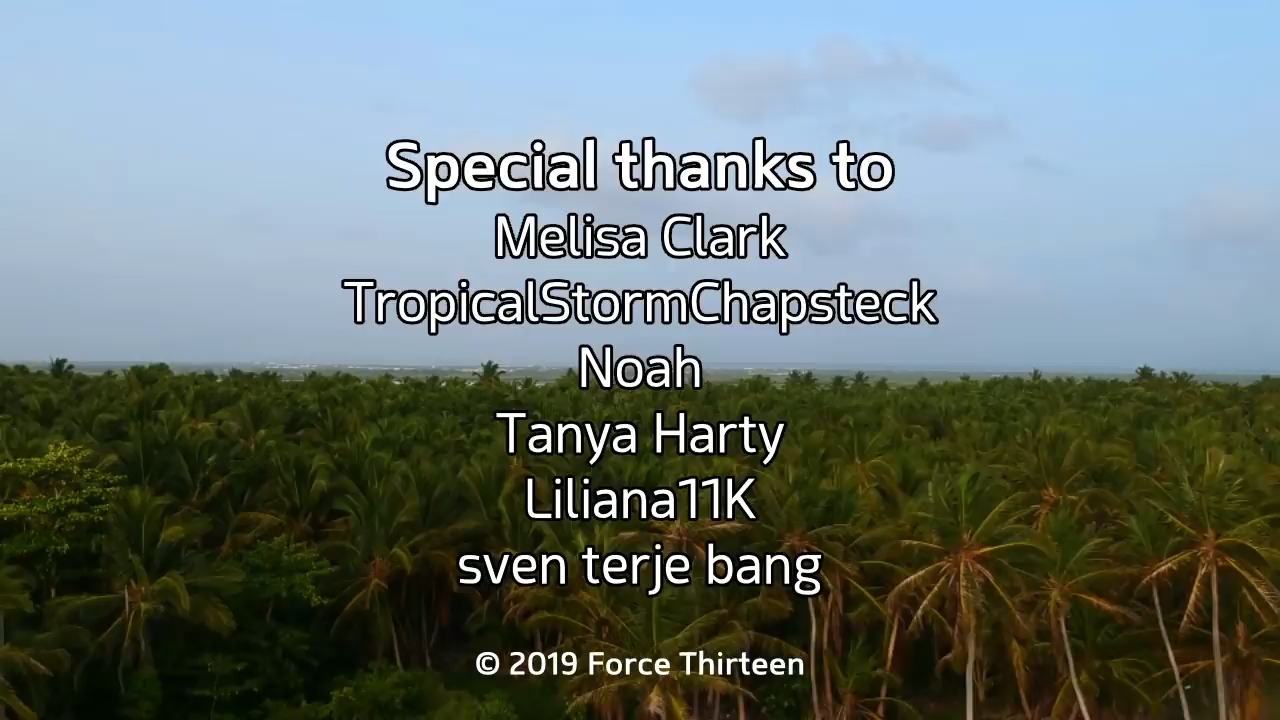 Special thanks to
Melisa Clark
TropicalStormChapsteck
Noah
Tanya Harty
Liliana11K
sven terje bang
© 2019 Force Thirteen